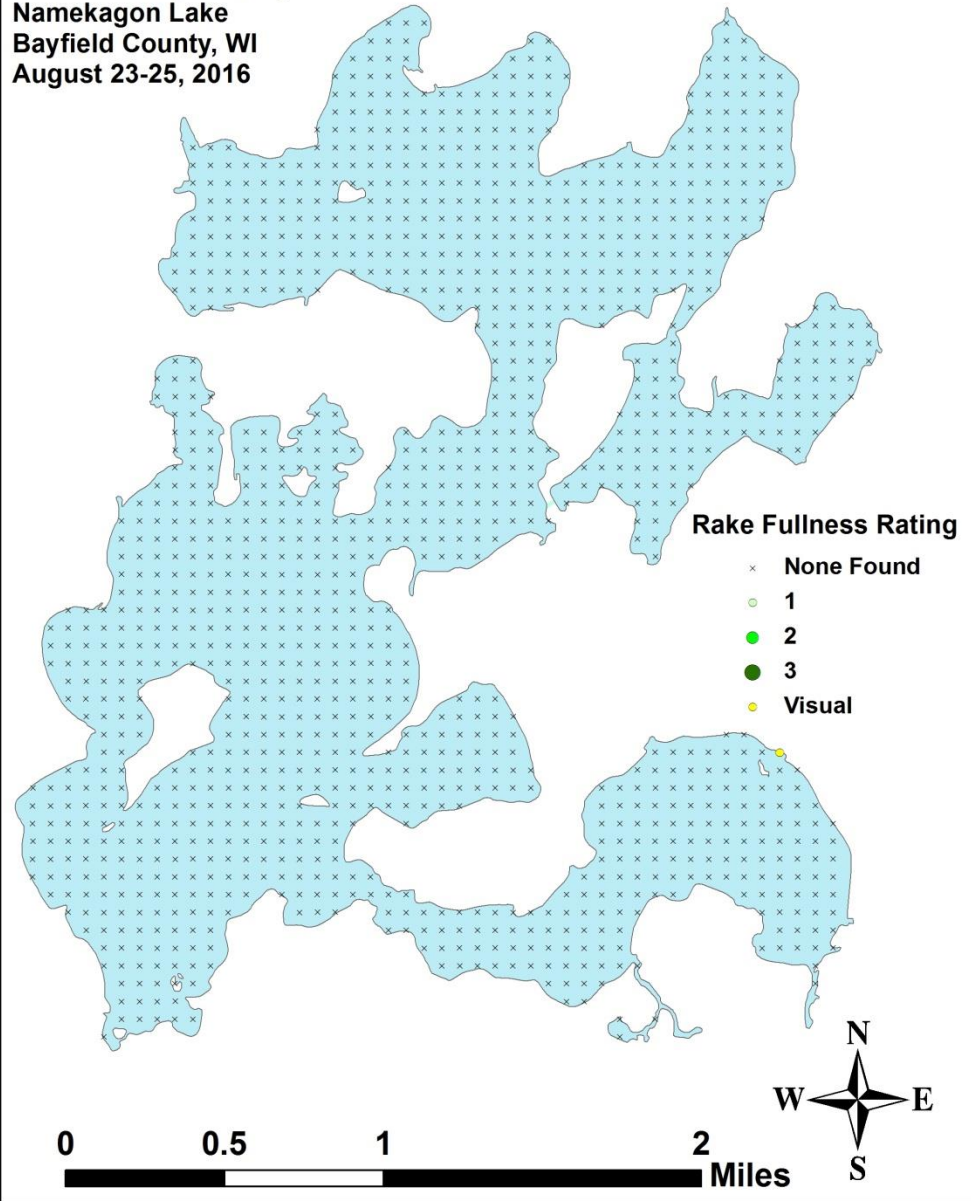 Namekagon Lake
Bayfield County, WI
August 23-25, 2016
Rake Fullness Rating
None Found
1
2
3
Visual
N
W E
S
0 0.5 1 2
Miles